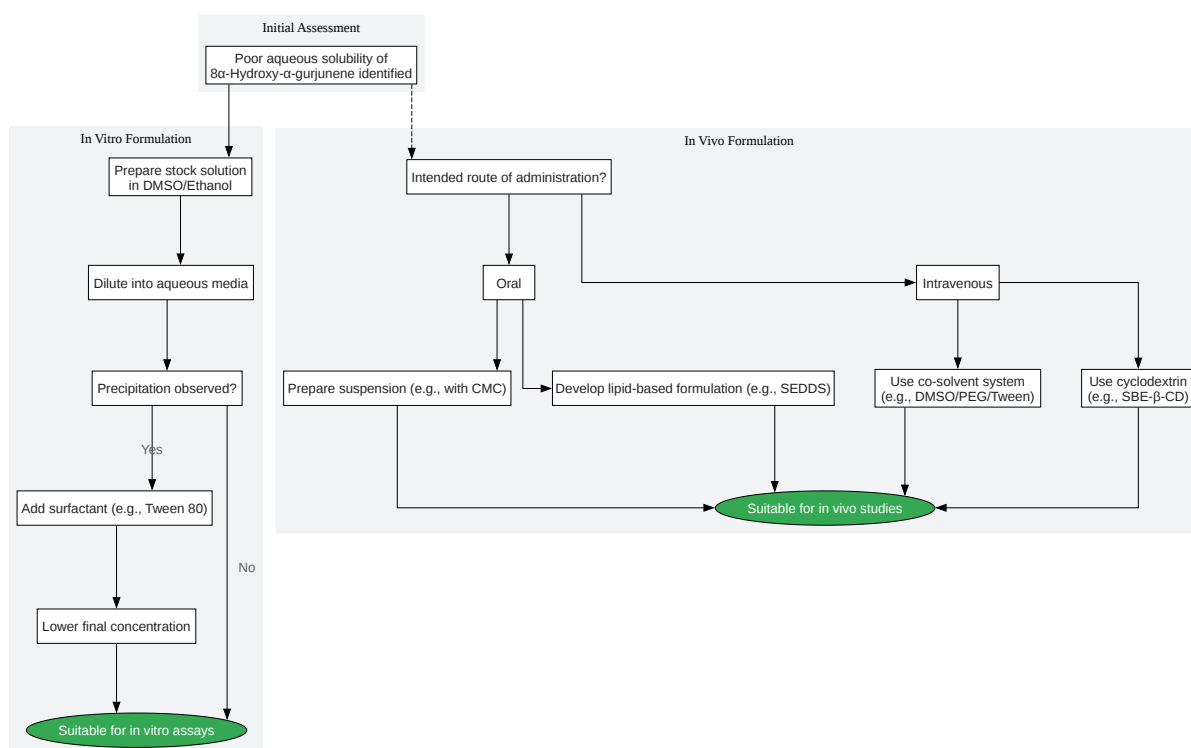 Initial Assessment
Poor aqueous solubility of
8α-Hydroxy-α-gurjunene identified
In Vitro Formulation
Prepare stock solution
in DMSO/Ethanol
Dilute into aqueous media
Precipitation observed?
Yes
Add surfactant (e.g., Tween 80)
No
Lower final concentration
Suitable for in vitro assays
In Vivo Formulation
Intended route of administration?
Oral
Intravenous
Prepare suspension (e.g., with CMC)
Develop lipid-based formulation (e.g., SEDDS)
Use co-solvent system
(e.g., DMSO/PEG/Tween)
Use cyclodextrin
(e.g., SBE-β-CD)
Suitable for in vivo studies